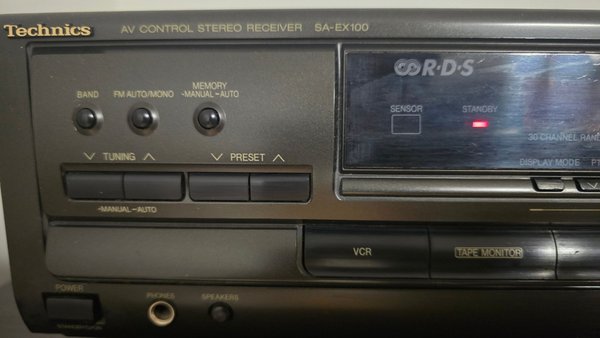 Technics
AV CONTROL STEREO RECEIVER SA-EX100
R·D·S
BAND
FM AUTO/MONO
MEMORY
-MANUAL-AUTO
SENSOR
STANDBY
30 CHANNEL
DISPLAY MODE
TUNING
PRESET
-MANUAL-AUTO
VCR
TAPE MONITOR
POWER
PHONES
SPEAKERS